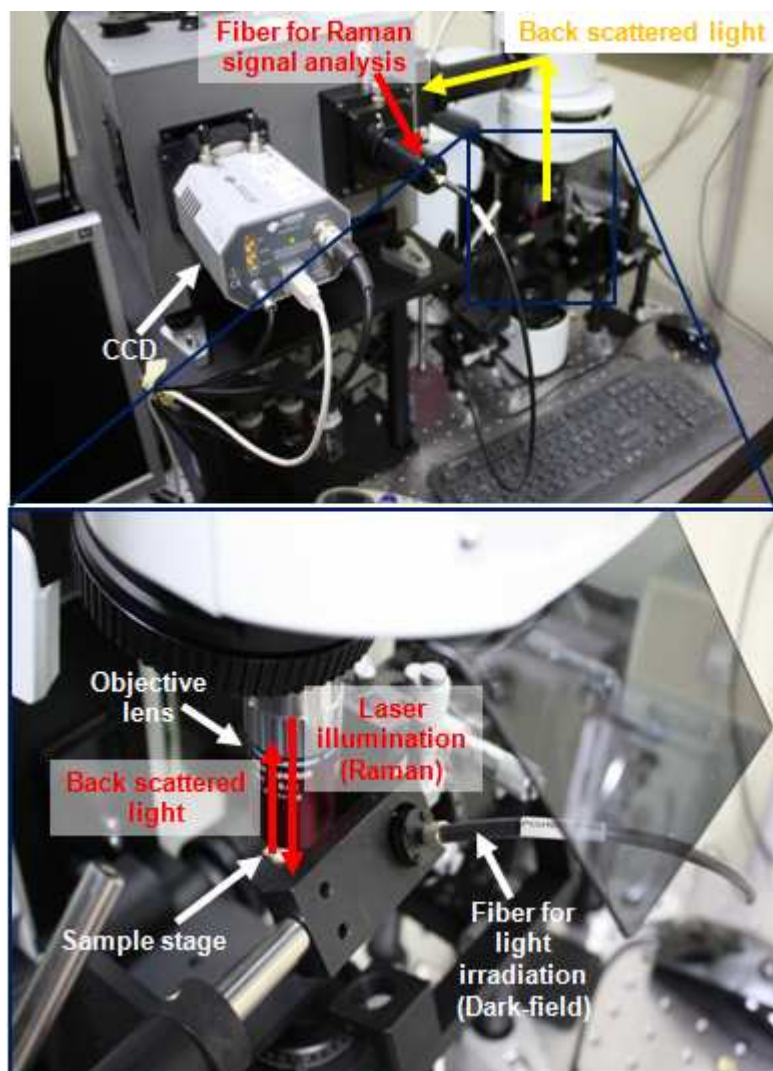 Fiber for Raman
signal analysis
Back scattered light
CCD
Objective
lens
Laser
illumination
(Raman)
Back scattered
light
Sample stage
Fiber for
light
irradiation
(Dark-field)